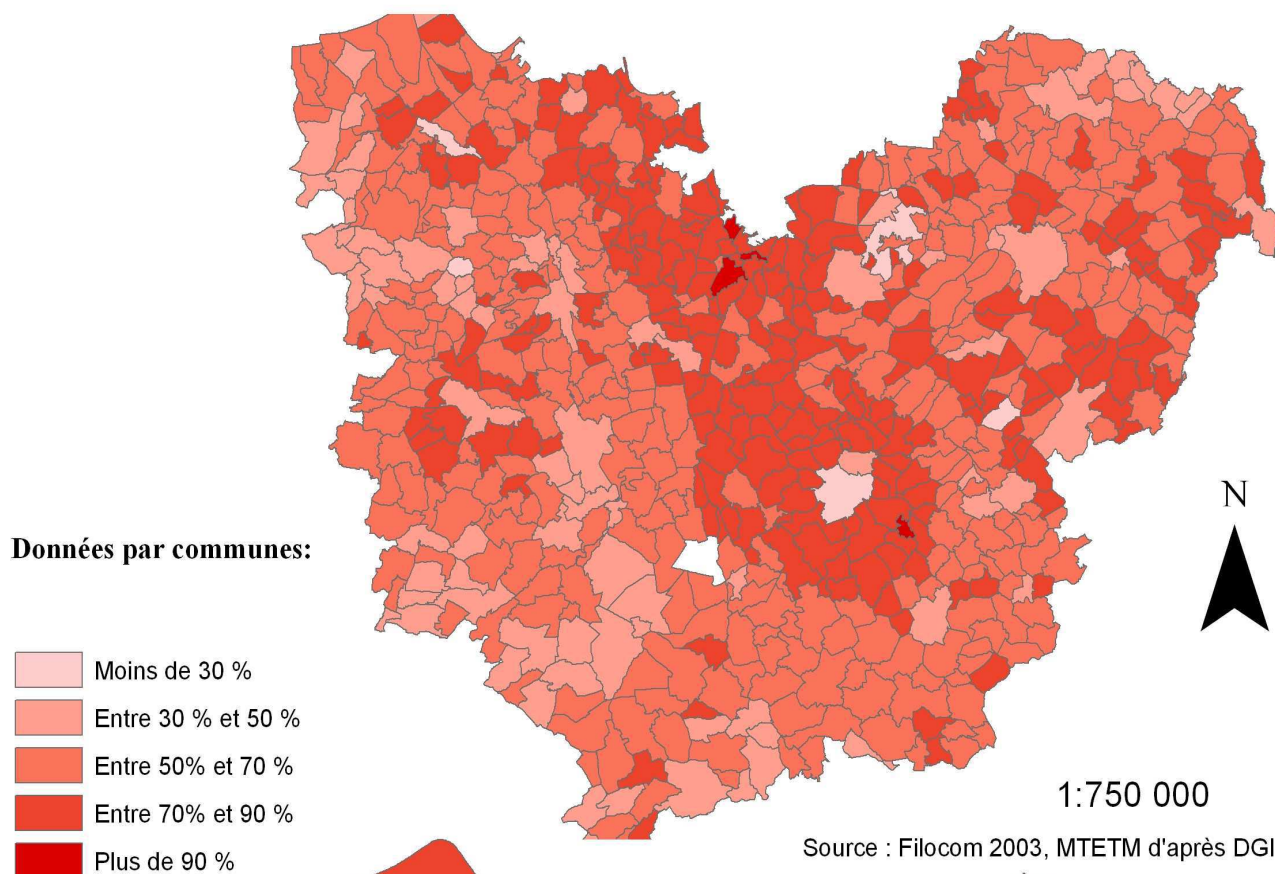 N
Données par communes:
Moins de 30 %
Entre 30 % et 50 %
Entre 50% et 70 %
Entre 70% et 90 %
Plus de 90 %
1:750 000
Source : Filocom 2003, MTETM d'après DGI